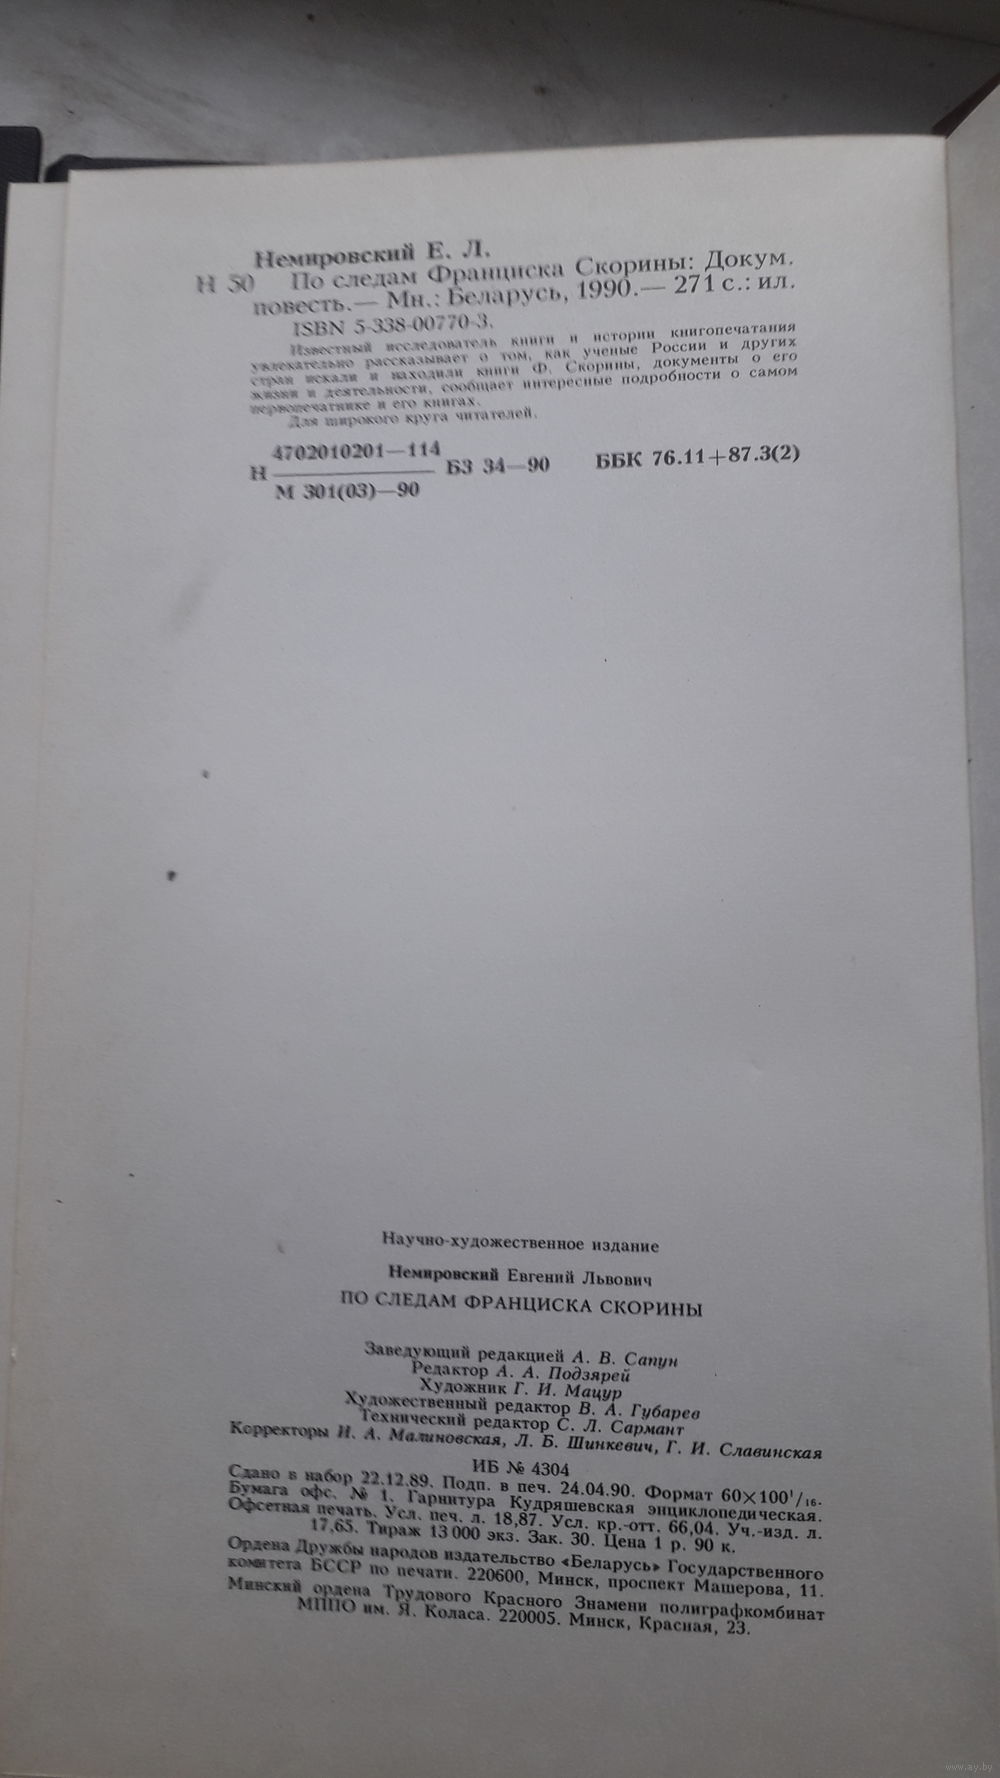 Немировский Е. Л.
Н 50 По следам Франциска Скорины: Докум.
повесть.— Мн.: Беларусь, 1990.— 271 с.: ил.
ISBN 5-338-00770-3.
Известный исследователь книги и истории книгопечатания
увлекательно рассказывает о том, как ученые России и других
стран искали и находили книги Ф. Скорины, документы о его
жизни и деятельности, сообщает интересные подробности о самом
первопечатнике и его книгах.
Для широкого круга читателей.
4702010201—114
Н БЗ 34—90 ББК 76.11+87.3(2)
М 301(03)—90
Научно-художественное издание
Немировский Евгений Львович
ПО СЛЕДАМ ФРАНЦИСКА СКОРИНЫ
Заведующий редакцией А. В. Сапун
Редактор А. А. Подзярей
Художник Г. И. Мацур
Художественный редактор В. А. Губарев
Технический редактор С. Л. Сармант
Корректоры И. А. Малиновская, Л. Б. Шинкевич, Г. И. Славинская
ИБ № 4304
Сдано в набор 22.12.89. Подп. в печ. 24.04.90. Формат 60×100¹/₁₆.
Бумага офс. № 1. Гарнитура Кудряшевская энциклопедическая.
Офсетная печать. Усл. печ. л. 18,87. Усл. кр.-отт. 66,04. Уч.-изд. л.
17,65. Тираж 13 000 экз. Зак. 30. Цена 1 р. 90 к.
Ордена Дружбы народов издательство «Беларусь» Государственного
комитета БССР по печати. 220600, Минск, проспект Машерова, 11.
Минский ордена Трудового Красного Знамени полиграфкомбинат
МППО им. Я. Коласа. 220005. Минск, Красная, 23.
www.ay.by